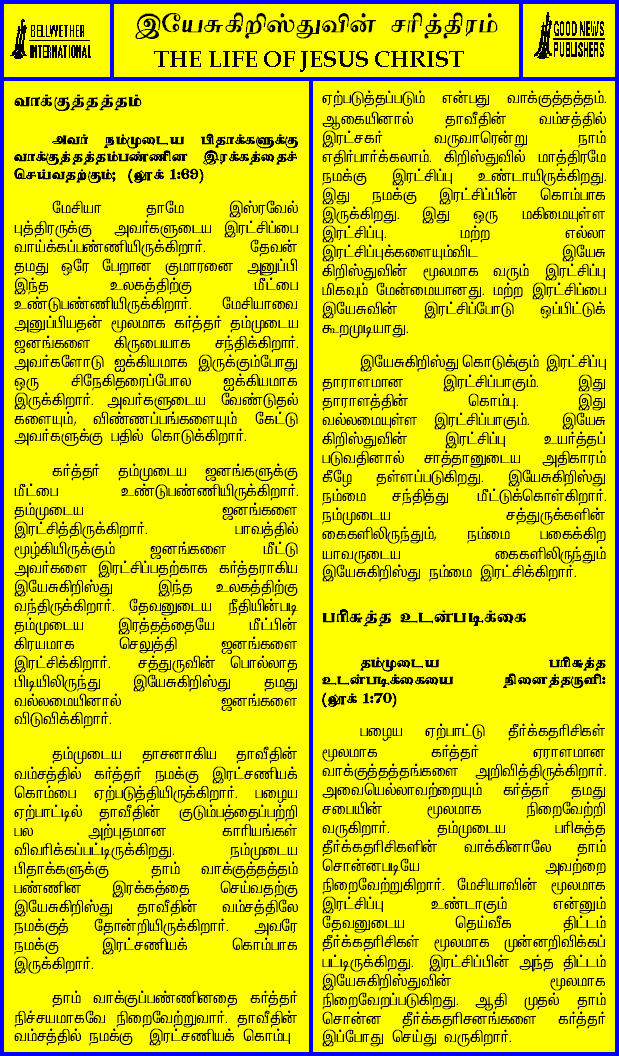 BELLWETHER
INTERNATIONAL
இயேசுகிறிஸ்துவின் சரித்திரம்
THE LIFE OF JESUS CHRIST
GOOD NEWS
PUBLISHERS
வாக்குத்தத்தம்
அவர் நம்முடைய பிதாக்களுக்கு
வாக்குத்தத்தம்பண்ணின இரக்கத்தைச்
செய்வதற்கும்; (லூக் 1:69)
மேசியா தாமே இஸ்ரவேல்
புத்திரருக்கு அவர்களுடைய இரட்சிப்பை
வாய்க்கப்பண்ணியிருக்கிறார். தேவன்
தமது ஒரே பேறான குமாரனை அனுப்பி
இந்த உலகத்திற்கு மீட்பை
உண்டுபண்ணியிருக்கிறார். மேசியாவை
அனுப்பியதன் மூலமாக கர்த்தர் தம்முடைய
ஜனங்களை கிருபையாக சந்திக்கிறார்.
அவர்களோடு ஐக்கியமாக இருக்கும்போது
ஒரு சிநேகிதரைப்போல ஐக்கியமாக
இருக்கிறார். அவர்களுடைய வேண்டுதல்
களையும், விண்ணப்பங்களையும் கேட்டு
அவர்களுக்கு பதில் கொடுக்கிறார்.
கர்த்தர் தம்முடைய ஜனங்களுக்கு
மீட்பை உண்டுபண்ணியிருக்கிறார்.
தம்முடைய ஜனங்களை
இரட்சித்திருக்கிறார். பாவத்தில்
மூழ்கியிருக்கும் ஜனங்களை மீட்டு
அவர்களை இரட்சிப்பதற்காக கர்த்தராகிய
இயேசுகிறிஸ்து இந்த உலகத்திற்கு
வந்திருக்கிறார். தேவனுடைய நீதியின்படி
தம்முடைய இரத்தத்தையே மீட்பின்
கிரயமாக செலுத்தி ஜனங்களை
இரட்சிக்கிறார். சத்துருவின் பொல்லாத
பிடியிலிருந்து இயேசுகிறிஸ்து தமது
வல்லமையினால் ஜனங்களை
விடுவிக்கிறார்.
தம்முடைய தாசனாகிய தாவீதின்
வம்சத்தில் கர்த்தர் நமக்கு இரட்சணியக்
கொம்பை ஏற்படுத்தியிருக்கிறார். பழைய
ஏற்பாட்டில் தாவீதின் குடும்பத்தைப்பற்றி
பல அற்புதமான காரியங்கள்
விவரிக்கப்பட்டிருக்கிறது. நம்முடைய
பிதாக்களுக்கு தாம் வாக்குத்தத்தம்
பண்ணின இரக்கத்தை செய்வதற்கு
இயேசுகிறிஸ்து தாவீதின் வம்சத்திலே
நமக்குத் தோன்றியிருக்கிறார். அவரே
நமக்கு இரட்சணியக் கொம்பாக
இருக்கிறார்.
தாம் வாக்குப்பண்ணினதை கர்த்தர்
நிச்சயமாகவே நிறைவேற்றுவார். தாவீதின்
வம்சத்தில் நமக்கு இரட்சணியக் கொம்பு
ஏற்படுத்தப்படும் என்பது வாக்குத்தத்தம்.
ஆகையினால் தாவீதின் வம்சத்தில்
இரட்சகர் வருவாரென்று நாம்
எதிர்பார்க்கலாம். கிறிஸ்துவில் மாத்திரமே
நமக்கு இரட்சிப்பு உண்டாயிருக்கிறது.
இது நமக்கு இரட்சிப்பின் கொம்பாக
இருக்கிறது. இது ஒரு மகிமையுள்ள
இரட்சிப்பு. மற்ற எல்லா
இரட்சிப்புக்களையும்விட இயேசு
கிறிஸ்துவின் மூலமாக வரும் இரட்சிப்பு
மிகவும் மேன்மையானது. மற்ற இரட்சிப்பை
இயேசுவின் இரட்சிப்போடு ஒப்பிட்டுக்
கூறமுடியாது.
இயேசுகிறிஸ்து கொடுக்கும் இரட்சிப்பு
தாராளமான இரட்சிப்பாகும். இது
தாராளத்தின் கொம்பு. இது
வல்லமையுள்ள இரட்சிப்பாகும். இயேசு
கிறிஸ்துவின் இரட்சிப்பு உயர்த்தப்
படுவதினால் சாத்தானுடைய அதிகாரம்
கீழே தள்ளப்படுகிறது. இயேசுகிறிஸ்து
நம்மை சந்தித்து மீட்டுக்கொள்கிறார்.
நம்முடைய சத்துருக்களின்
கைகளிலிருந்தும், நம்மை பகைக்கிற
யாவருடைய கைகளிலிருந்தும்
இயேசுகிறிஸ்து நம்மை இரட்சிக்கிறார்.
பரிசுத்த உடன்படிக்கை
தம்முடைய பரிசுத்த
உடன்படிக்கையை நினைத்தருளி:
(லூக் 1:70)
பழைய ஏற்பாட்டு தீர்க்கதரிசிகள்
மூலமாக கர்த்தர் ஏராளமான
வாக்குத்தத்தங்களை அறிவித்திருக்கிறார்.
அவையெல்லாவற்றையும் கர்த்தர் தமது
சபையின் மூலமாக நிறைவேற்றி
வருகிறார். தம்முடைய பரிசுத்த
தீர்க்கதரிசிகளின் வாக்கினாலே தாம்
சொன்னபடியே அவற்றை
நிறைவேற்றுகிறார். மேசியாவின் மூலமாக
இரட்சிப்பு உண்டாகும் என்னும்
தேவனுடைய தெய்வீக திட்டம்
தீர்க்கதரிசிகள் மூலமாக முன்னறிவிக்கப்
பட்டிருக்கிறது. இரட்சிப்பின் அந்த திட்டம்
இயேசுகிறிஸ்துவின் மூலமாக
நிறைவேறப்படுகிறது. ஆதி முதல் தாம்
சொன்ன தீர்க்கதரிசனங்களை கர்த்தர்
இப்போது செய்து வருகிறார்.